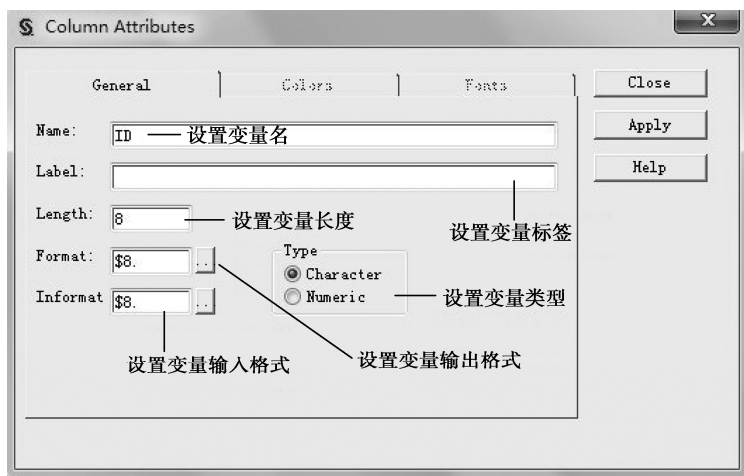 Column Attributes
General
Colors
Fonts
Close
Name:
ID
设置变量名
Apply
Label:
Help
Length:
8
设置变量长度
设置变量标签
Format:
$8.
..
Type
Character
Numeric
设置变量类型
Informat
$8.
..
设置变量输入格式
设置变量输出格式